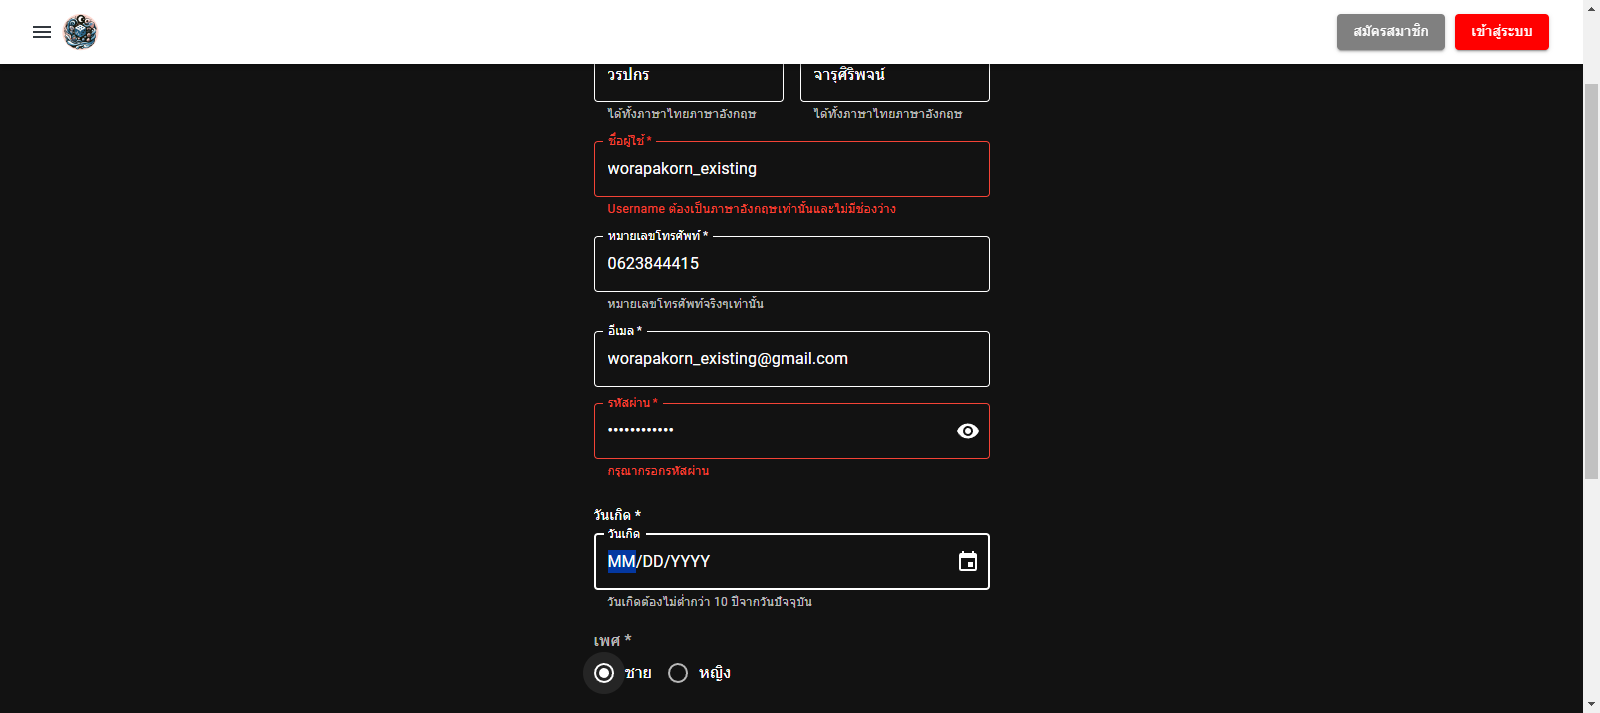 สมัครสมาชิก
เข้าสู่ระบบ
วรปกร
จารุศิริพจน์
ได้ทั้งภาษาไทยภาษาอังกฤษ
ได้ทั้งภาษาไทยภาษาอังกฤษ
ชื่อผู้ใช้ *
worapakorn_existing
Username ต้องเป็นภาษาอังกฤษเท่านั้นและไม่มีช่องว่าง
หมายเลขโทรศัพท์ *
0623844415
หมายเลขโทรศัพท์จริงๆเท่านั้น
อีเมล *
worapakorn_existing@gmail.com
รหัสผ่าน *
••••••••••••
กรุณากรอกรหัสผ่าน
วันเกิด *
วันเกิด
MM/DD/YYYY
วันเกิดต้องไม่ต่ำกว่า 10 ปีจากวันปัจจุบัน
เพศ *
ชาย
หญิง